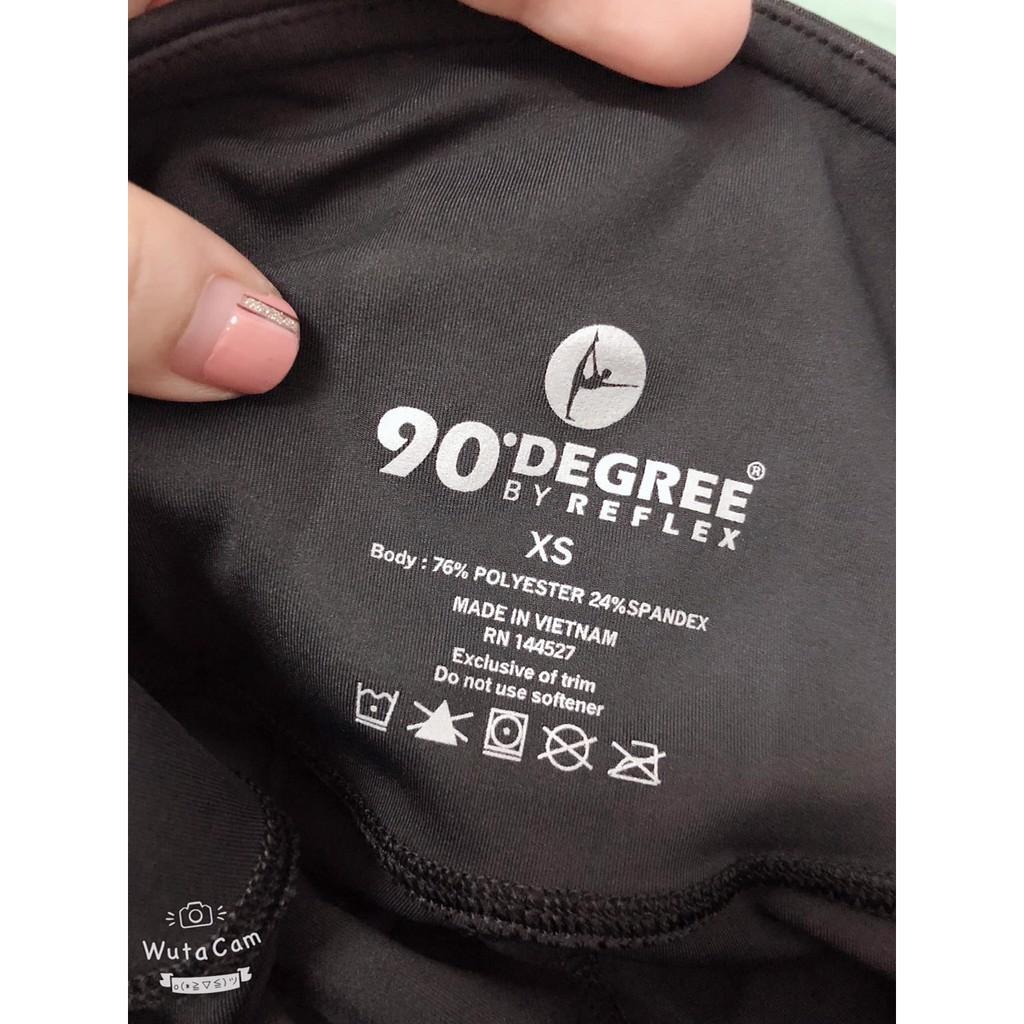 90°DEGREE®
BY REFLEX
XS
Body : 76% POLYESTER 24%SPANDEX
MADE IN VIETNAM
RN 144527
Exclusive of trim
Do not use softener
WutaCam
o(*≧▽≦)ツ